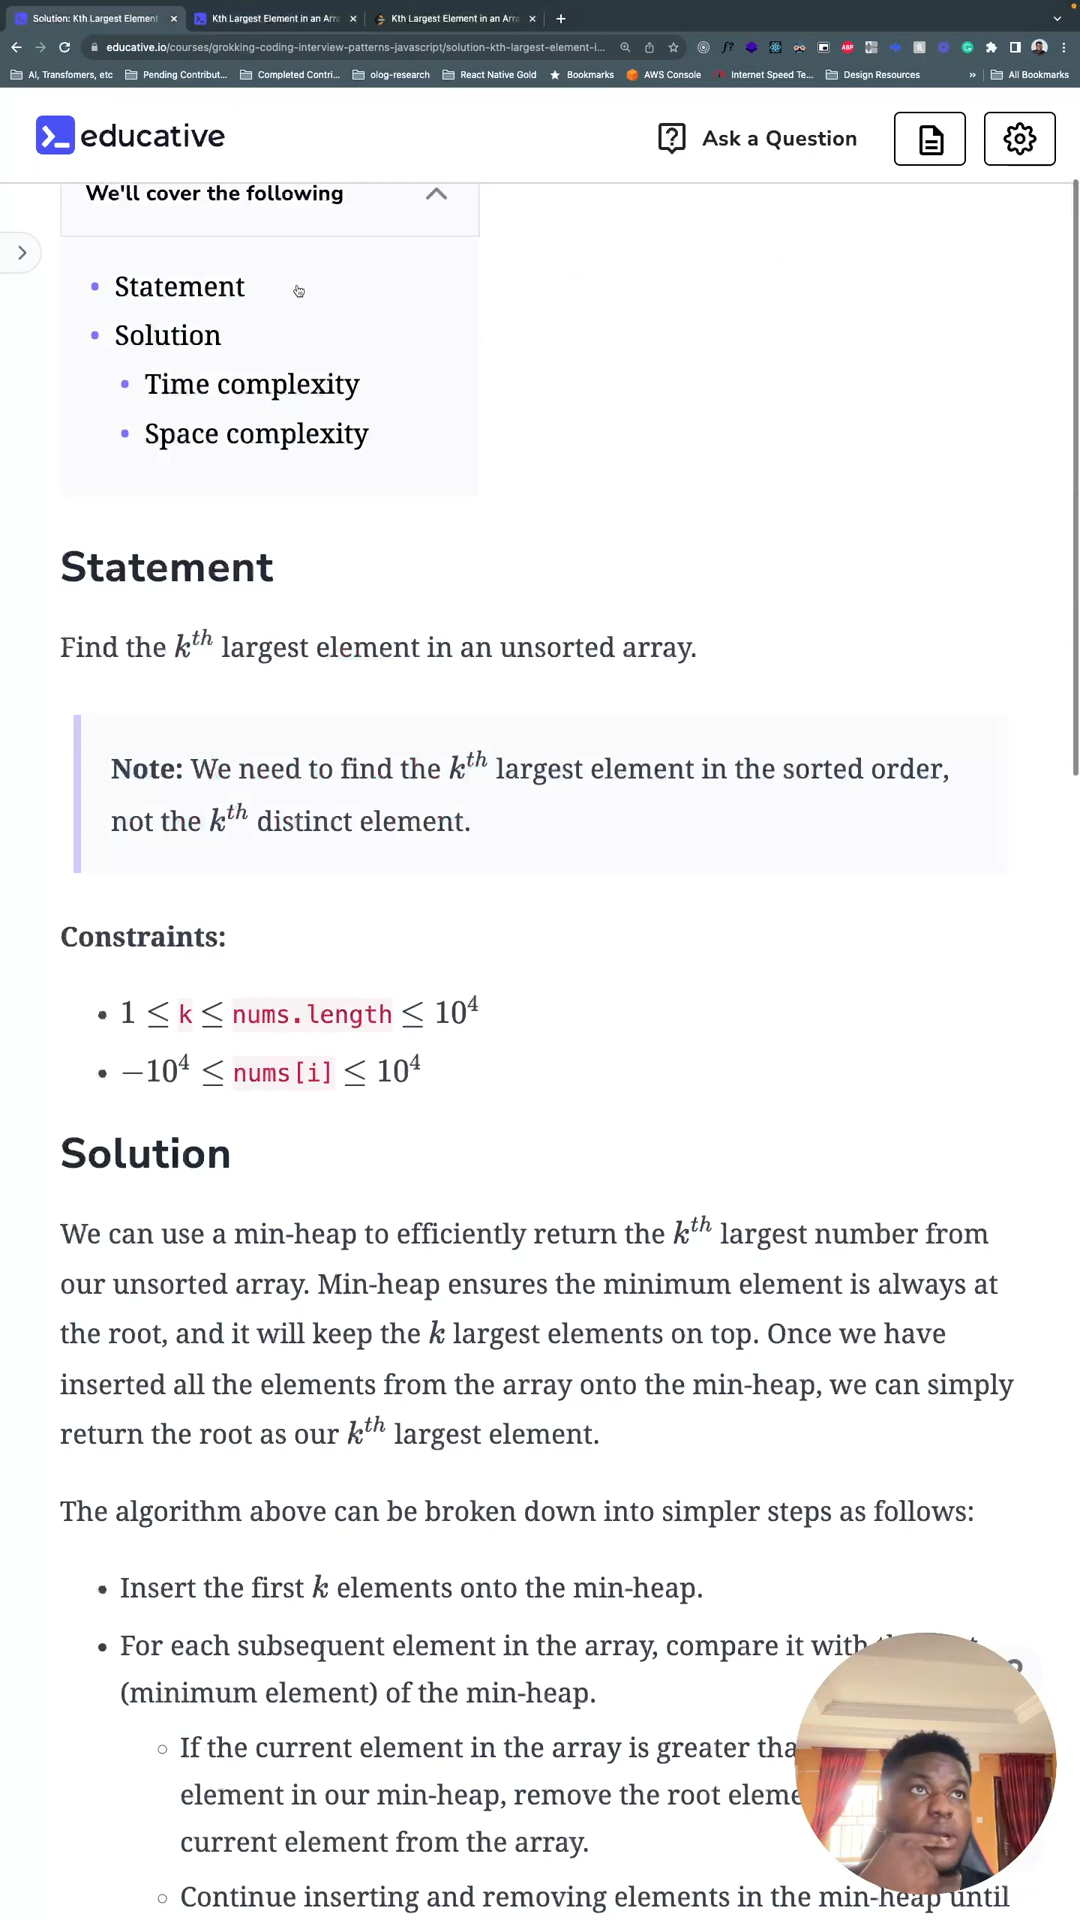 Solution: Kth Largest Element
Kth Largest Element in an Arra
Kth Largest Element in an Arra
educative.io/courses/grokking-coding-interview-patterns-javascript/solution-kth-largest-element-i...
AI, Transfomers, etc
Pending Contribut...
Completed Contri...
olog-research
React Native Gold
Bookmarks
AWS Console
Internet Speed Te...
Design Resources
»
All Bookmarks
educative
Ask a Question
We'll cover the following
Statement
Solution
Time complexity
Space complexity
Statement
Find the kth largest element in an unsorted array.
Note: We need to find the kth largest element in the sorted order,
not the kth distinct element.
Constraints:
• 1 ≤ k ≤ nums.length ≤ 10^4
• −10^4 ≤ nums[i] ≤ 10^4
Solution
We can use a min-heap to efficiently return the kth largest number from
our unsorted array. Min-heap ensures the minimum element is always at
the root, and it will keep the k largest elements on top. Once we have
inserted all the elements from the array onto the min-heap, we can simply
return the root as our kth largest element.
The algorithm above can be broken down into simpler steps as follows:
• Insert the first k elements onto the min-heap.
• For each subsequent element in the array, compare it with
(minimum element) of the min-heap.
If the current element in the array is greater
element in our min-heap, remove the root
current element from the array.
Continue inserting and removing elements in the min-heap until